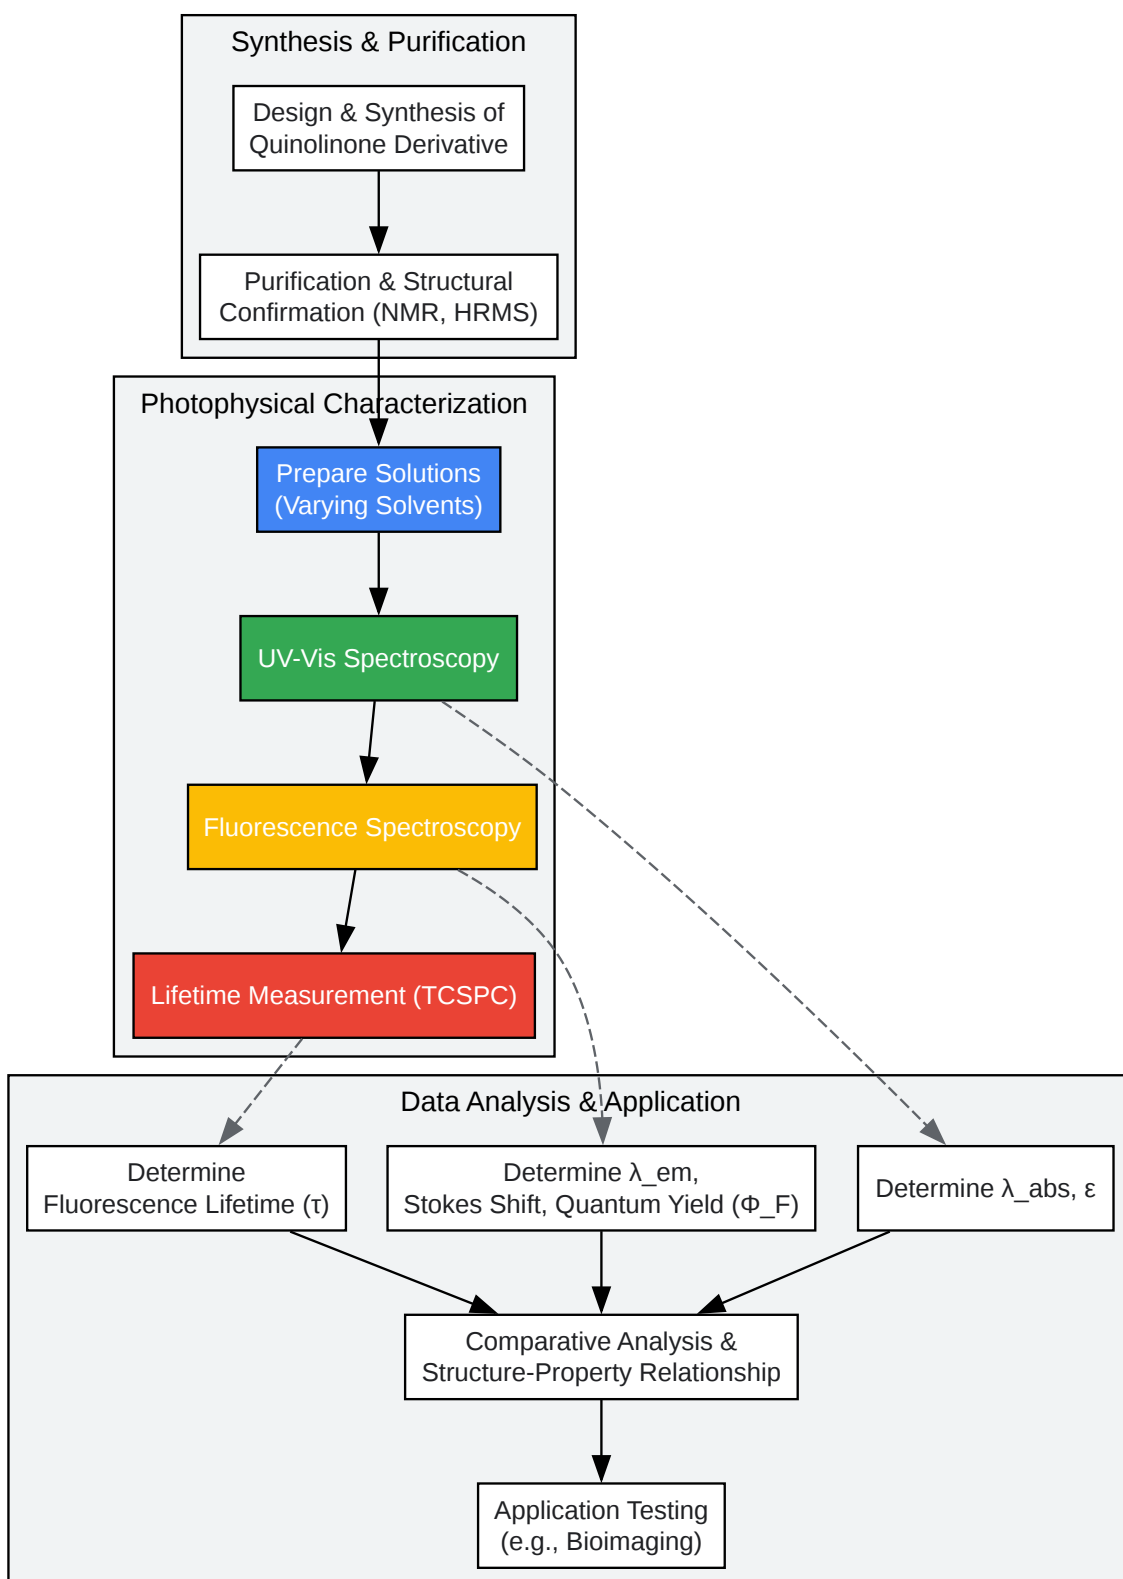 Synthesis & Purification
Design & Synthesis of
Quinolinone Derivative
Purification & Structural
Confirmation (NMR, HRMS)
Photophysical Characterization
Prepare Solutions
(Varying Solvents)
UV-Vis Spectroscopy
Fluorescence Spectroscopy
Lifetime Measurement (TCSPC)
Data Analysis & Application
Determine
Fluorescence Lifetime (τ)
Determine λ_em,
Stokes Shift, Quantum Yield (Φ_F)
Determine λ_abs, ε
Comparative Analysis &
Structure-Property Relationship
Application Testing
(e.g., Bioimaging)